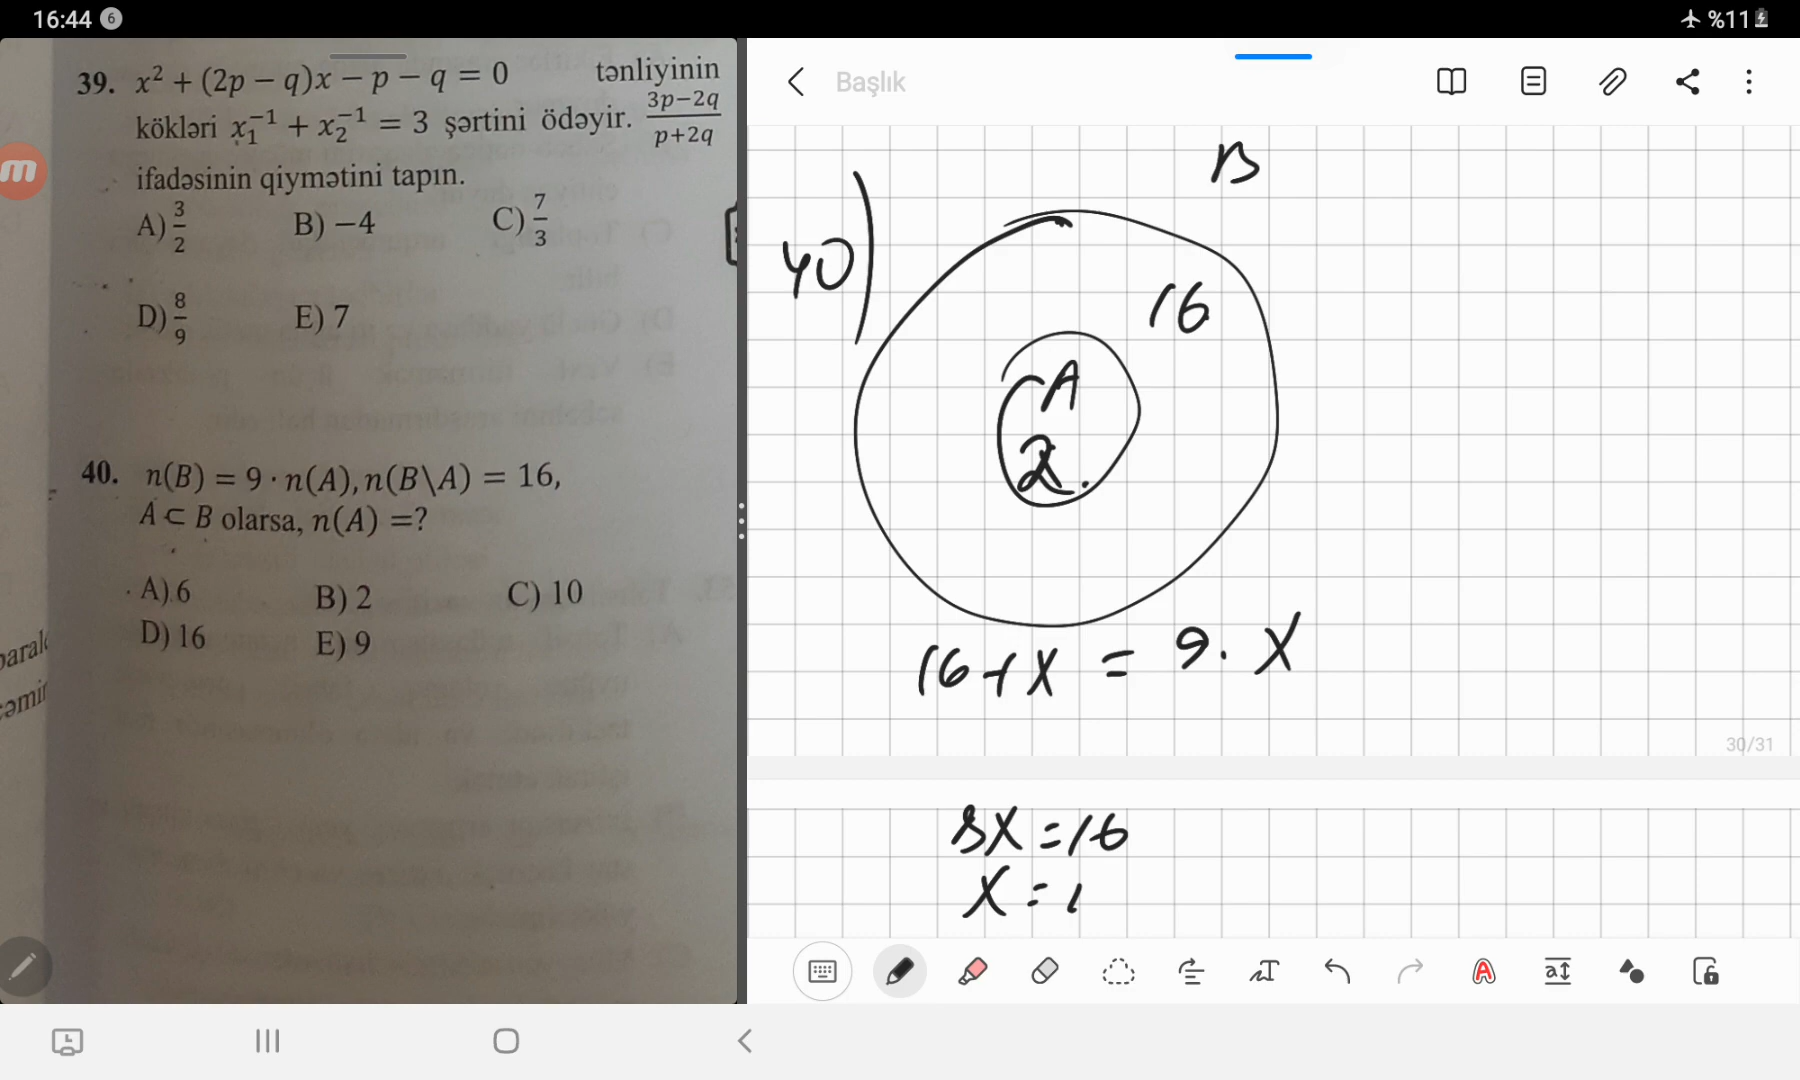 16:44 6
%11
39. x² + (2p − q)x − p − q = 0 tənliyinin
kökləri x₁⁻¹ + x₂⁻¹ = 3 şərtini ödəyir. (3p−2q)/(p+2q)
ifadəsinin qiymətini tapın.
A) 3/2 B) −4 C) 7/3
D) 8/9 E) 7
40. n(B) = 9 · n(A), n(B\A) = 16,
A ⊂ B olarsa, n(A) =?
A) 6 B) 2 C) 10
D) 16 E) 9
Başlık
B
40)
16
A
2.
16 + X = 9 . X
30/31
8X = 16
X =